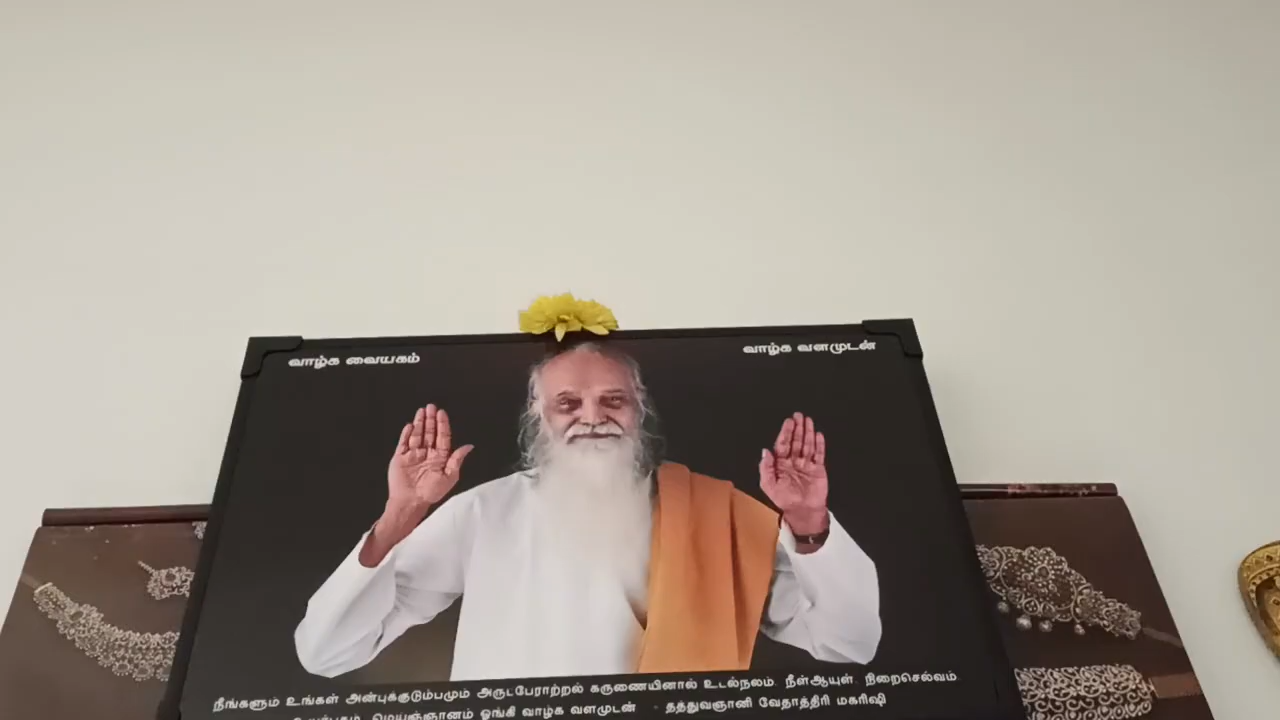 வாழ்க வையகம்
வாழ்க வளமுடன்
நீங்களும் உங்கள் அன்புக்குடும்பமும் அருட்பேராற்றல் கருணையினால் உடல்நலம். நீள்ஆயுள். நிறைசெல்வம்
மெய்ஞ்ஞானம் ஓங்கி வாழ்க வளமுடன் - தத்துவஞானி வேதாத்திரி மகரிஷி